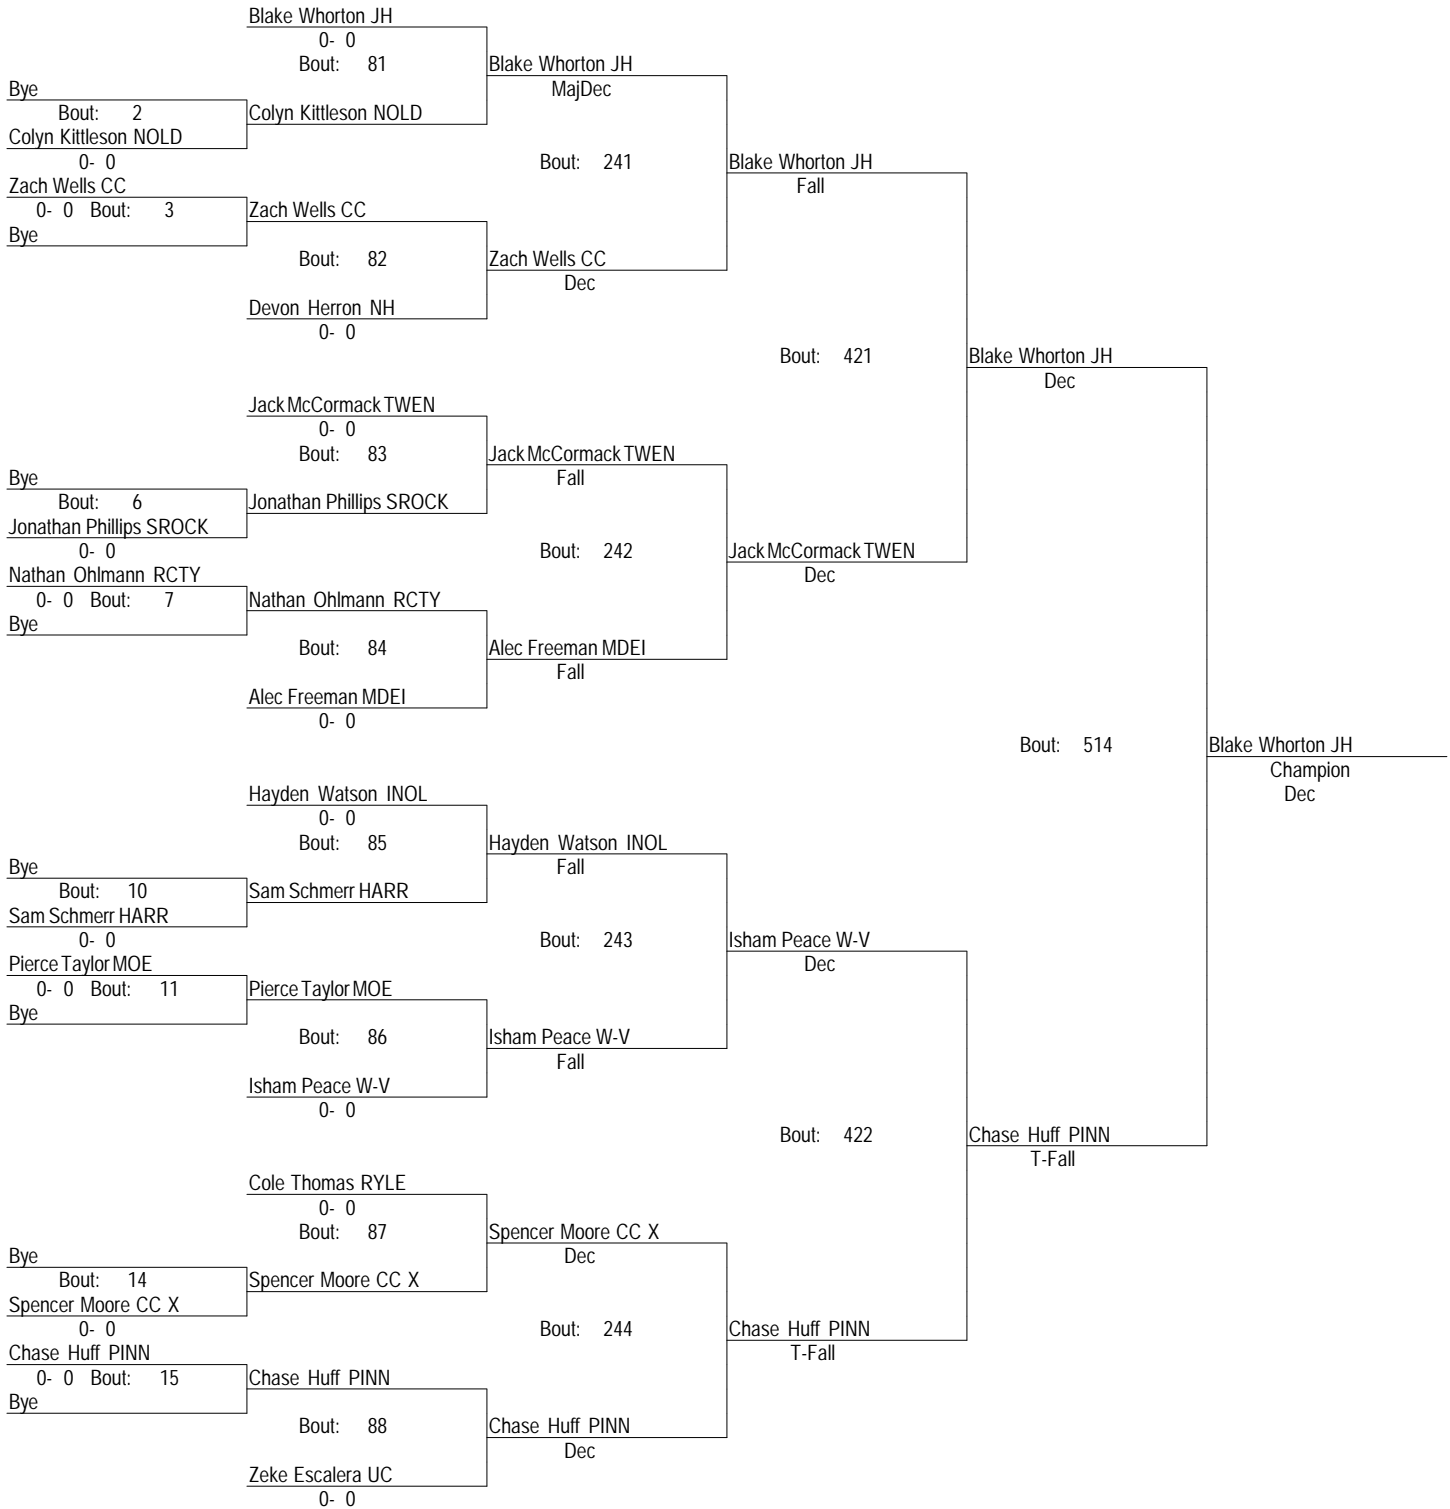 Blake Whorton JH
0- 0
Bout: 81 Blake Whorton JH
Bye MajDec
Bout: 2 Colyn Kittleson NOLD
Colyn Kittleson NOLD
0- 0 Bout: 241 Blake Whorton JH
Zach Wells CC Fall
0- 0 Bout: 3 Zach Wells CC
Bye
Bout: 82 Zach Wells CC
Dec
Devon Herron NH
0- 0
Bout: 421 Blake Whorton JH
Dec
Jack McCormack TWEN
0- 0
Bout: 83 Jack McCormack TWEN
Bye Fall
Bout: 6 Jonathan Phillips SROCK
Jonathan Phillips SROCK
0- 0 Bout: 242 Jack McCormack TWEN
Nathan Ohlmann RCTY Dec
0- 0 Bout: 7 Nathan Ohlmann RCTY
Bye
Bout: 84 Alec Freeman MDEI
Fall
Alec Freeman MDEI
0- 0
Bout: 514 Blake Whorton JH
Champion
Hayden Watson INOL Dec
0- 0
Bout: 85 Hayden Watson INOL
Bye Fall
Bout: 10 Sam Schmerr HARR
Sam Schmerr HARR
0- 0 Bout: 243 Isham Peace W-V
Pierce Taylor MOE Dec
0- 0 Bout: 11 Pierce Taylor MOE
Bye
Bout: 86 Isham Peace W-V
Fall
Isham Peace W-V
0- 0
Bout: 422 Chase Huff PINN
T-Fall
Cole Thomas RYLE
0- 0
Bout: 87 Spencer Moore CC X
Bye Dec
Bout: 14 Spencer Moore CC X
Spencer Moore CC X
0- 0 Bout: 244 Chase Huff PINN
Chase Huff PINN T-Fall
0- 0 Bout: 15 Chase Huff PINN
Bye
Bout: 88 Chase Huff PINN
Dec
Zeke Escalera UC
0- 0